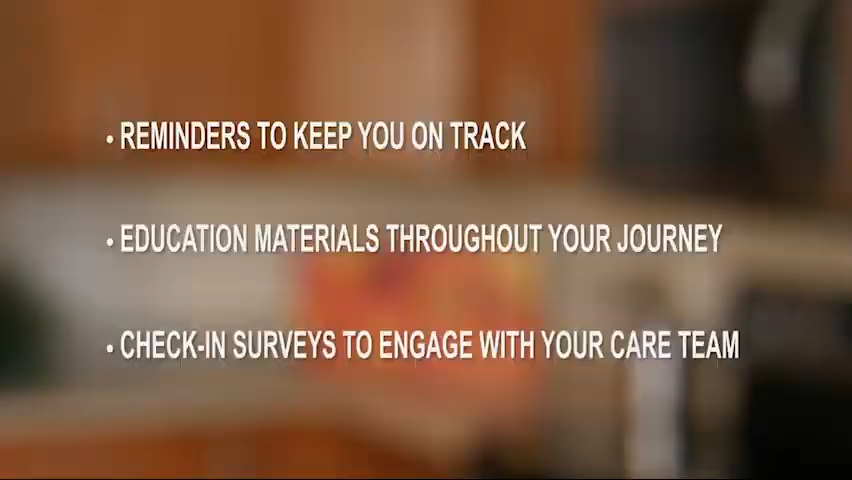 • REMINDERS TO KEEP YOU ON TRACK
• EDUCATION MATERIALS THROUGHOUT YOUR JOURNEY
• CHECK-IN SURVEYS TO ENGAGE WITH YOUR CARE TEAM